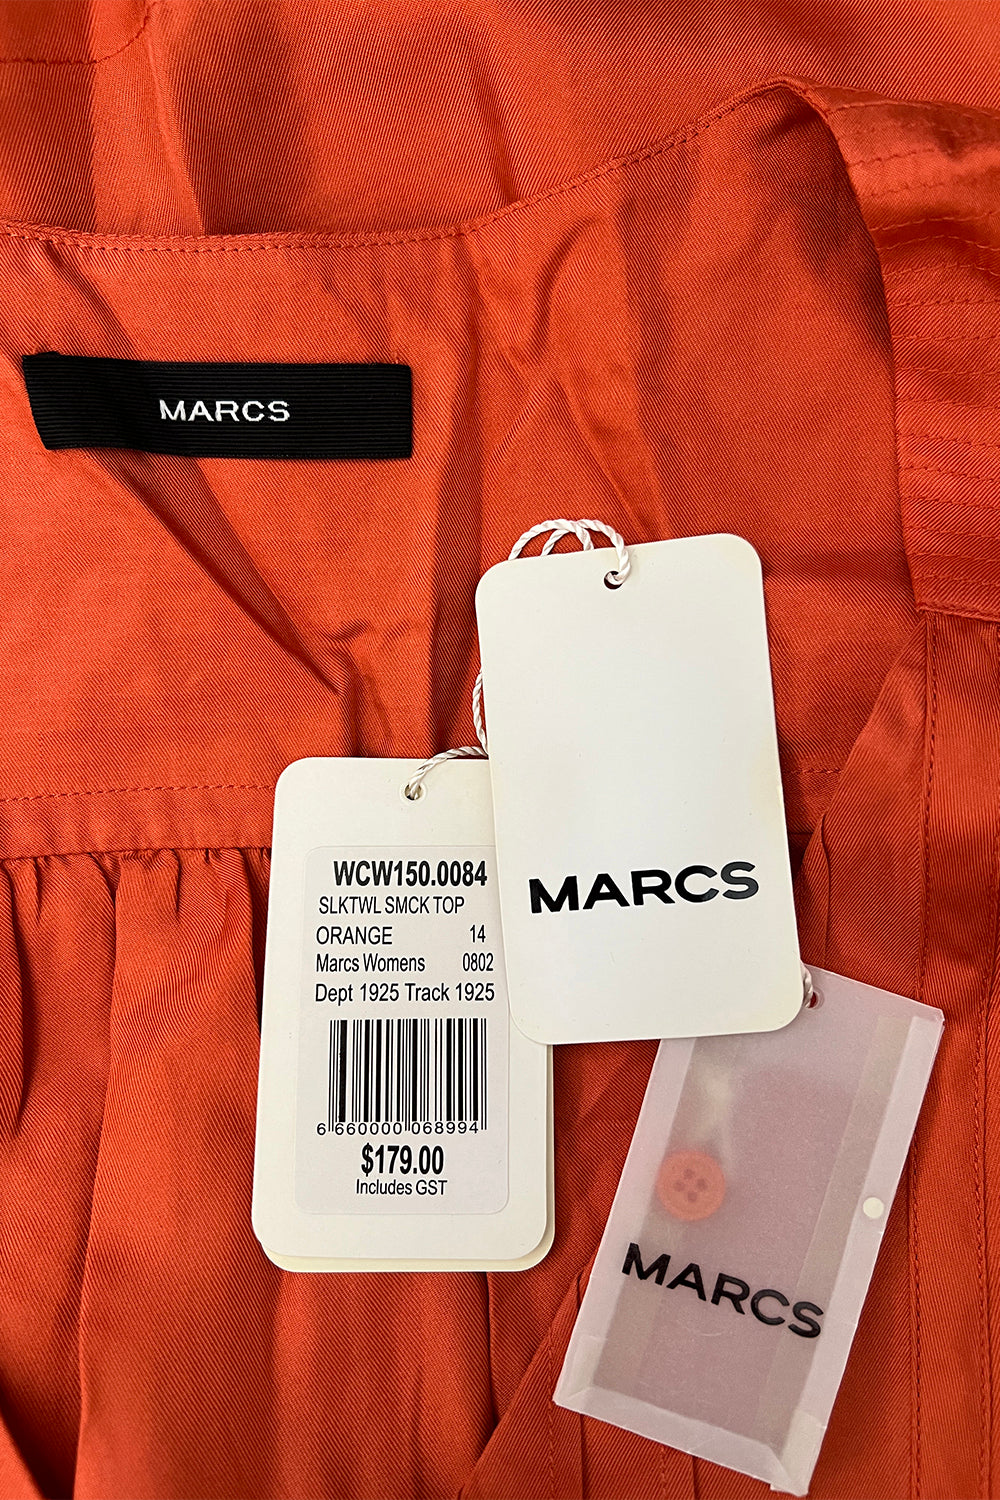 MARCS
MARCS
WCW150.0084
SLKTWL SMCK TOP
ORANGE 14
Marcs Womens 0802
Dept 1925 Track 1925
6 660000 068994
$179.00
Includes GST
MARCS